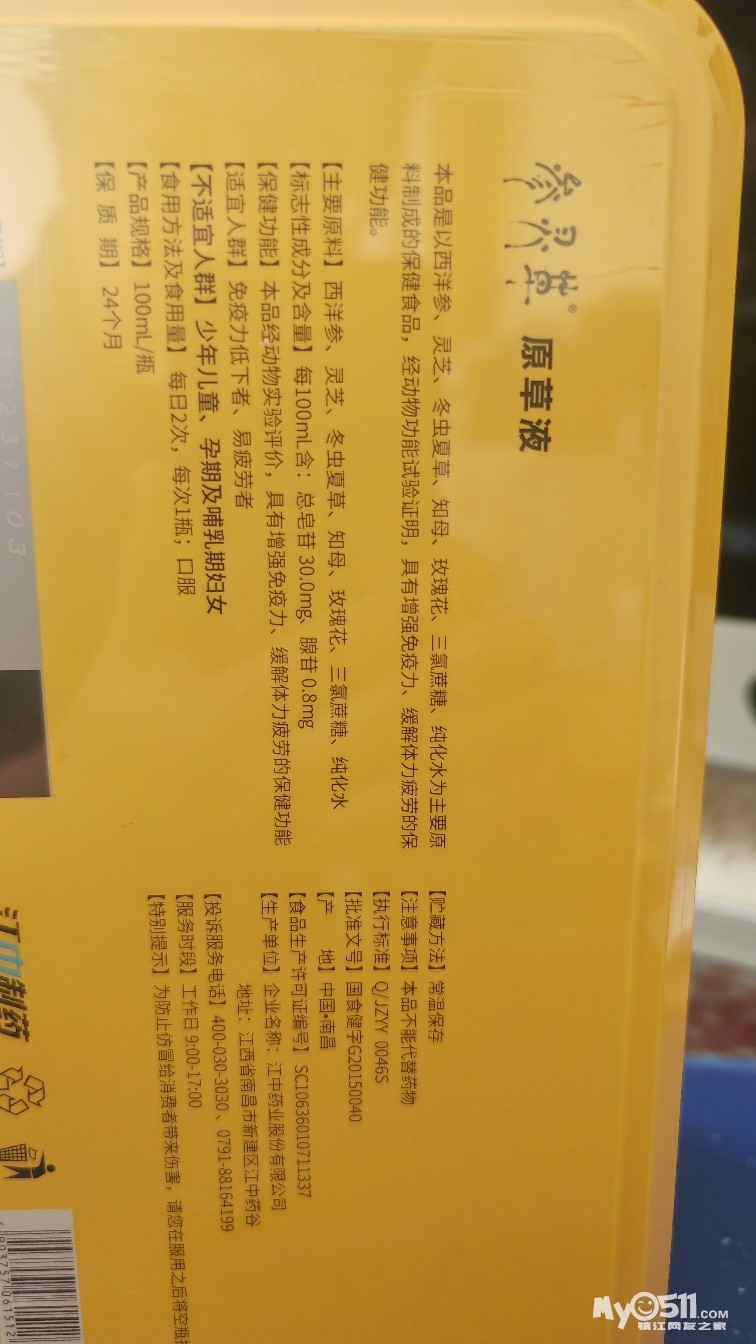 参灵草® 原草液
本品是以西洋参、灵芝、冬虫夏草、知母、玫瑰花、三氯蔗糖、纯化水为主要原
料制成的保健食品，经动物功能试验证明，具有增强免疫力、缓解体力疲劳的保
健功能。
【主要原料】西洋参、灵芝、冬虫夏草、知母、玫瑰花、三氯蔗糖、纯化水
【标志性成分及含量】每100mL含：总皂苷 30.0mg、腺苷 0.8mg
【保健功能】本品经动物实验评价，具有增强免疫力、缓解体力疲劳的保健功能
【适宜人群】免疫力低下者、易疲劳者
【不适宜人群】少年儿童、孕期及哺乳期妇女
【食用方法及食用量】每日2次，每次1瓶；口服
【产品规格】100mL/瓶
【保 质 期】24个月
【贮藏方法】常温保存
【注意事项】本品不能代替药物
【执行标准】Q/JZYY 0046S
【批准文号】国食健字G20150040
【产 地】中国•南昌
【食品生产许可证编号】SC10636010711337
【生产单位】企业名称：江中药业股份有限公司
地址：江西省南昌市新建区江中药谷
【投诉服务电话】400-030-3030、0791-88164199
【服务时段】工作日 9:00-17:00
【特别提示】为防止仿冒给消费者带来伤害，请您在服用之后将空瓶
江中制药
My0511.com
镇江网友之家